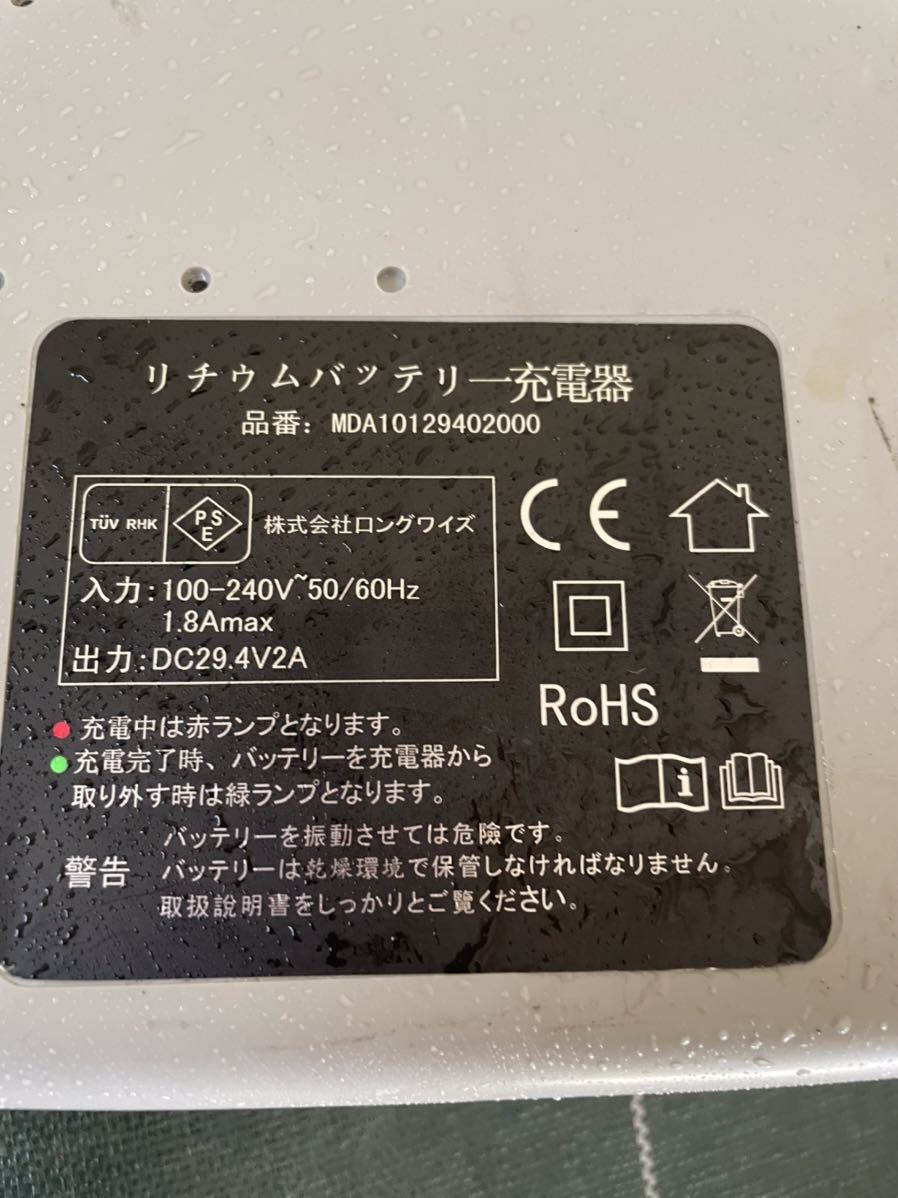 リチウムバッテリー充電器
品番：MDA10129402000
TÜV RHK PSE 株式会社ロングワイズ
入力：100-240V~50/60Hz
1.8Amax
出力：DC29.4V2A
CE
RoHS
i
充電中は赤ランプとなります。
充電完了時、バッテリーを充電器から
取り外す時は緑ランプとなります。
バッテリーを振動させては危険です。
警告 バッテリーは乾燥環境で保管しなければなりません。
取扱説明書をしっかりとご覧ください。